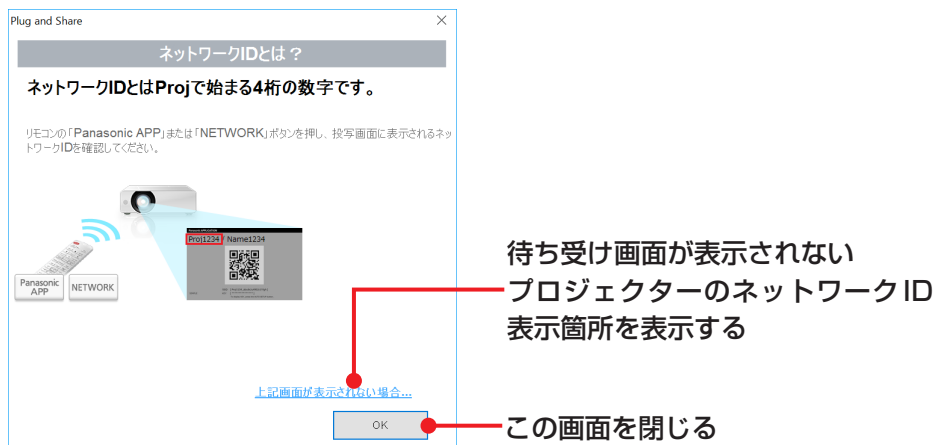 Plug and Share
ネットワークIDとは？
ネットワークIDとはProjで始まる4桁の数字です。
リモコンの「Panasonic APP」または「NETWORK」ボタンを押し、投写画面に表示されるネッ
トワークIDを確認してください。
Proj1234 / Name1234
Panasonic
APP
NETWORK
待ち受け画面が表示されない
プロジェクターのネットワークID
表示箇所を表示する
上記画面が表示されない場合...
OK
この画面を閉じる